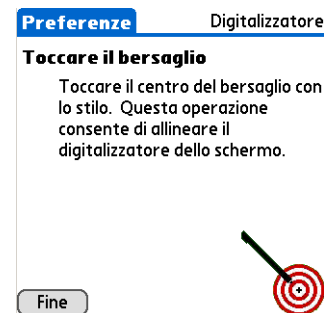 Preferenze Digitalizzatore
Toccare il bersaglio
Toccare il centro del bersaglio con
lo stilo. Questa operazione
consente di allineare il
digitalizzatore dello schermo.
Fine